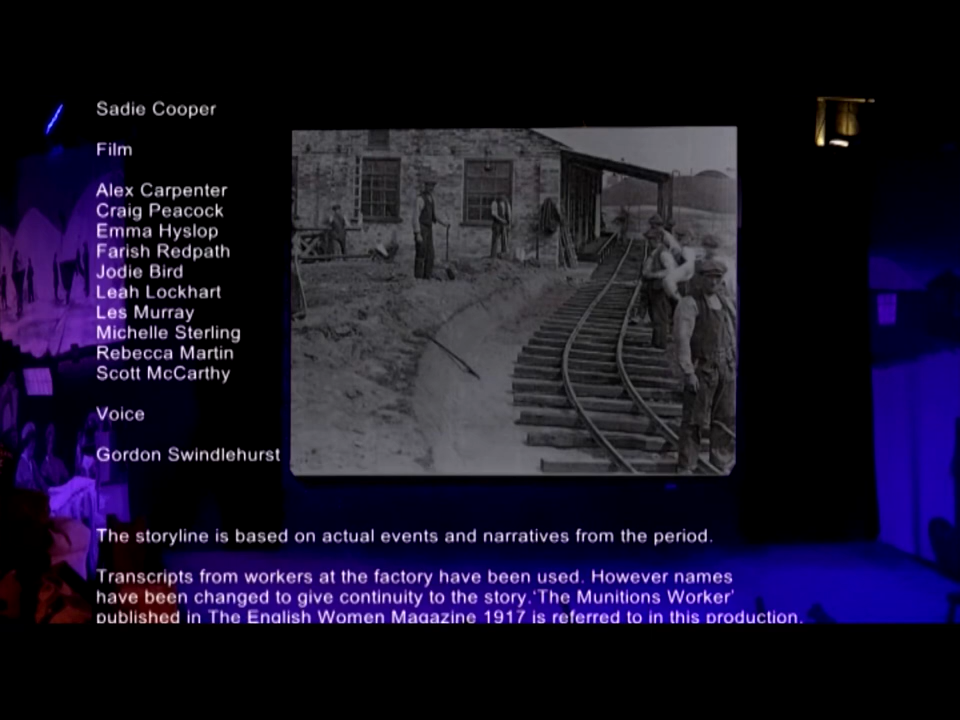 Sadie Cooper
Film
Alex Carpenter
Craig Peacock
Emma Hyslop
Farish Redpath
Jodie Bird
Leah Lockhart
Les Murray
Michelle Sterling
Rebecca Martin
Scott McCarthy
Voice
Gordon Swindlehurst
The storyline is based on actual events and narratives from the period.
Transcripts from workers at the factory have been used. However names
have been changed to give continuity to the story.'The Munitions Worker'
published in The English Women Magazine 1917 is referred to in this production.